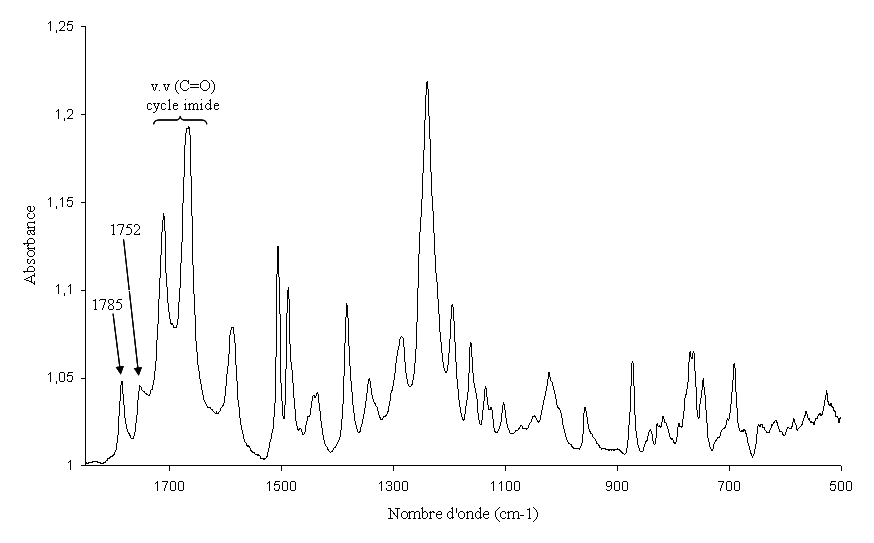 1,25
1,2
1,15
1,1
1,05
1
Absorbance
v.v (C=O)
cycle imide
1752
1785
1700 1500 1300 1100 900 700 500
Nombre d'onde (cm-1)